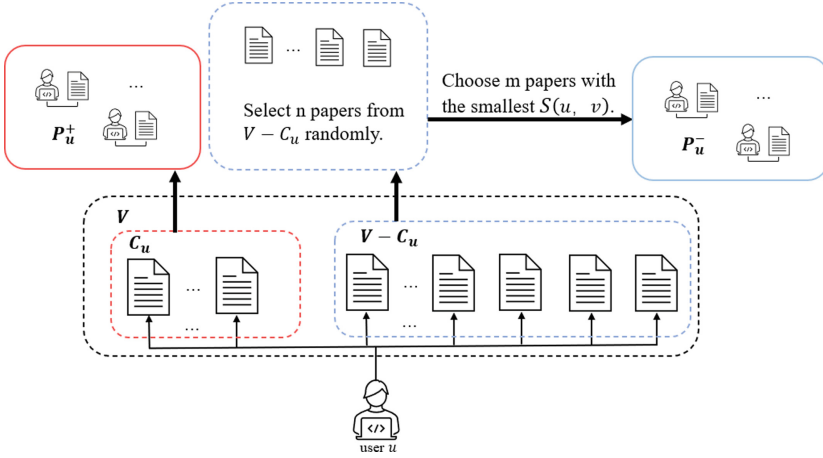 ...
...
P_u^+
Select n papers from
V − C_u randomly.
Choose m papers with
the smallest S(u, v).
...
P_u^-
V
C_u
V − C_u
...
...
...
...
user u